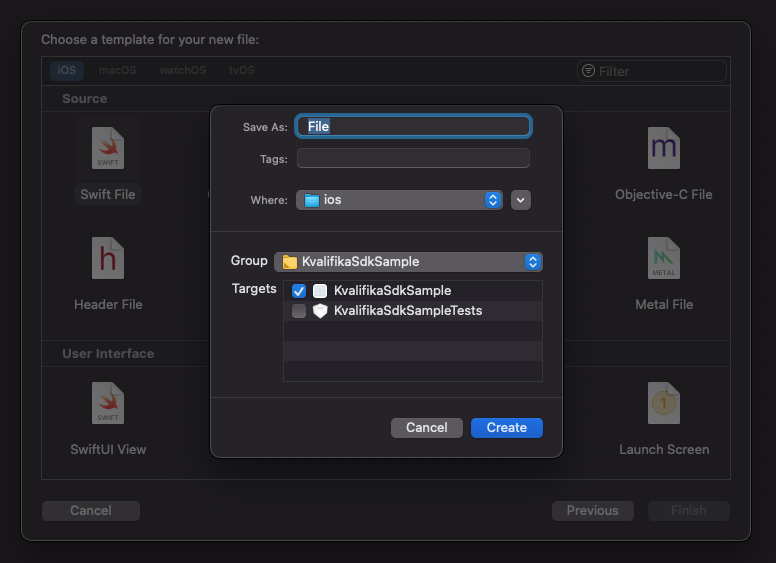 Choose a template for your new file:
iOS macOS watchOS tvOS Filter
Source
Save As: File
Tags:
Where: ios
SWIFT
m
Swift File
Objective-C File
Group KvalifikaSdkSample
Targets KvalifikaSdkSample
KvalifikaSdkSampleTests
h
METAL
Header File
Metal File
User Interface
SWIFT
1
Cancel Create
SwiftUI View
Launch Screen
Cancel Previous Finish